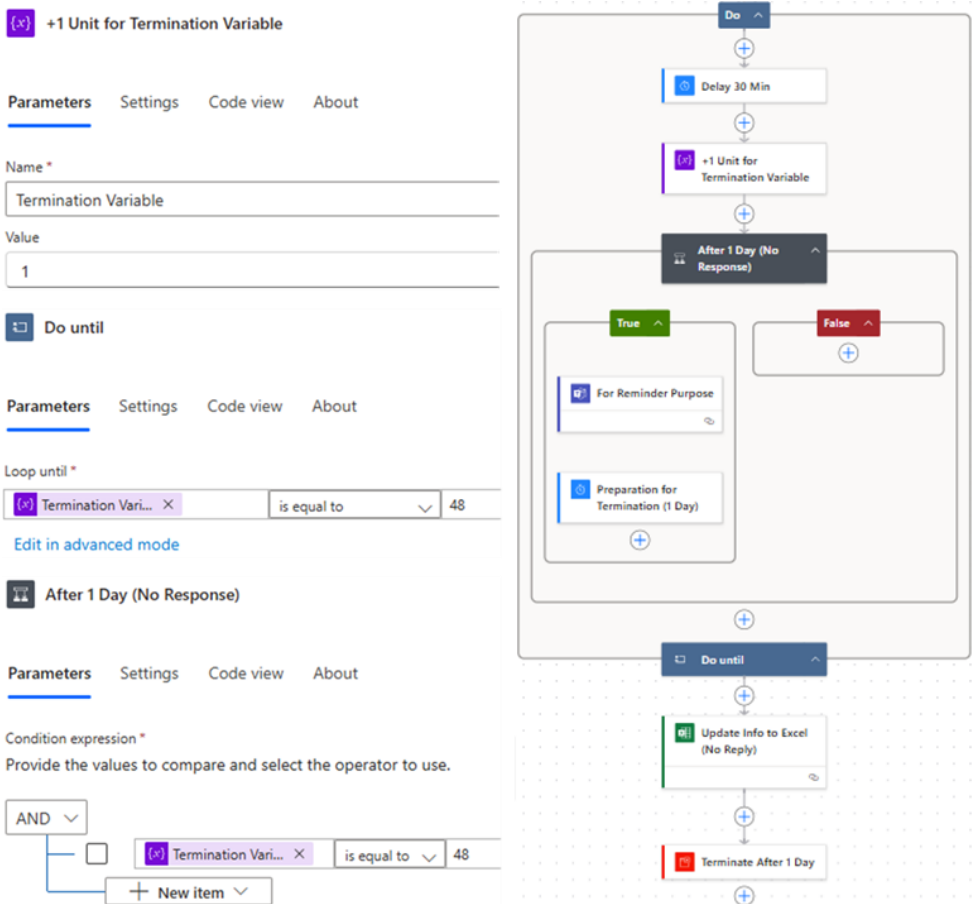 {x} +1 Unit for Termination Variable
Parameters Settings Code view About
Name *
Termination Variable
Value
1
Do until
Parameters Settings Code view About
Loop until *
{x} Termination Vari... × is equal to 48
Edit in advanced mode
After 1 Day (No Response)
Parameters Settings Code view About
Condition expression *
Provide the values to compare and select the operator to use.
AND
{x} Termination Vari... × is equal to 48
New item
Do
Delay 30 Min
{x} +1 Unit for
Termination Variable
After 1 Day (No
Response)
True
For Reminder Purpose
Preparation for
Termination (1 Day)
False
Do until
Update Info to Excel
(No Reply)
Terminate After 1 Day